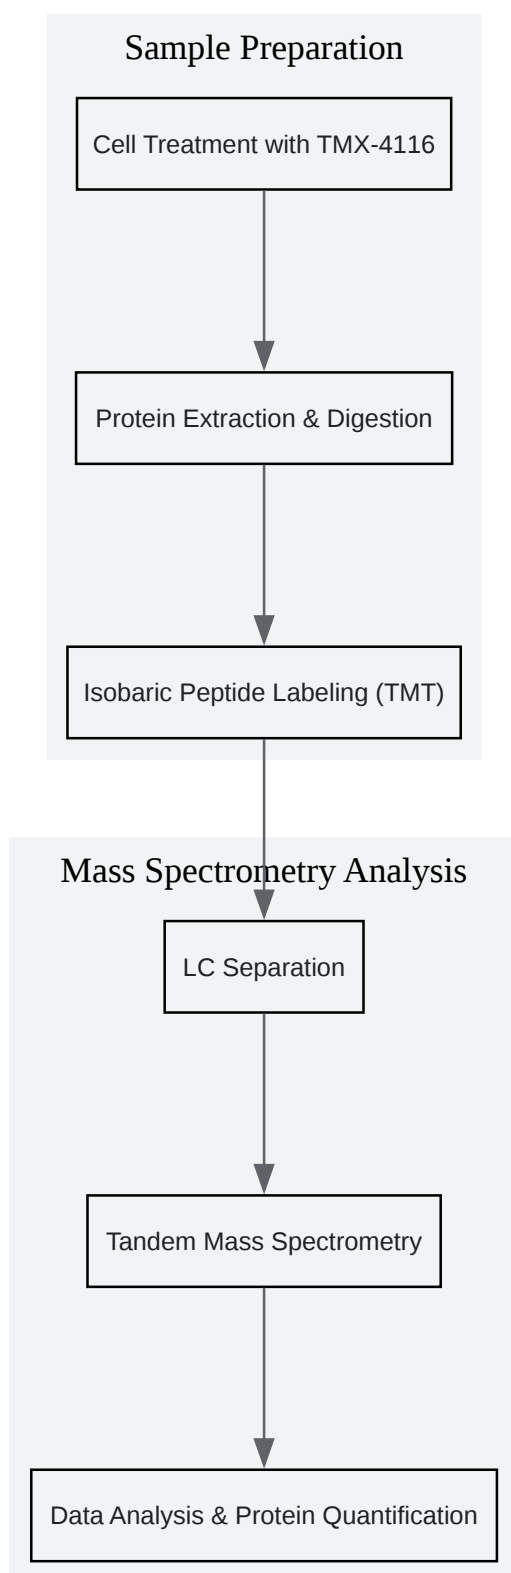 Sample Preparation
Cell Treatment with TMX-4116
Protein Extraction & Digestion
Isobaric Peptide Labeling (TMT)
Mass Spectrometry Analysis
LC Separation
Tandem Mass Spectrometry
Data Analysis & Protein Quantification